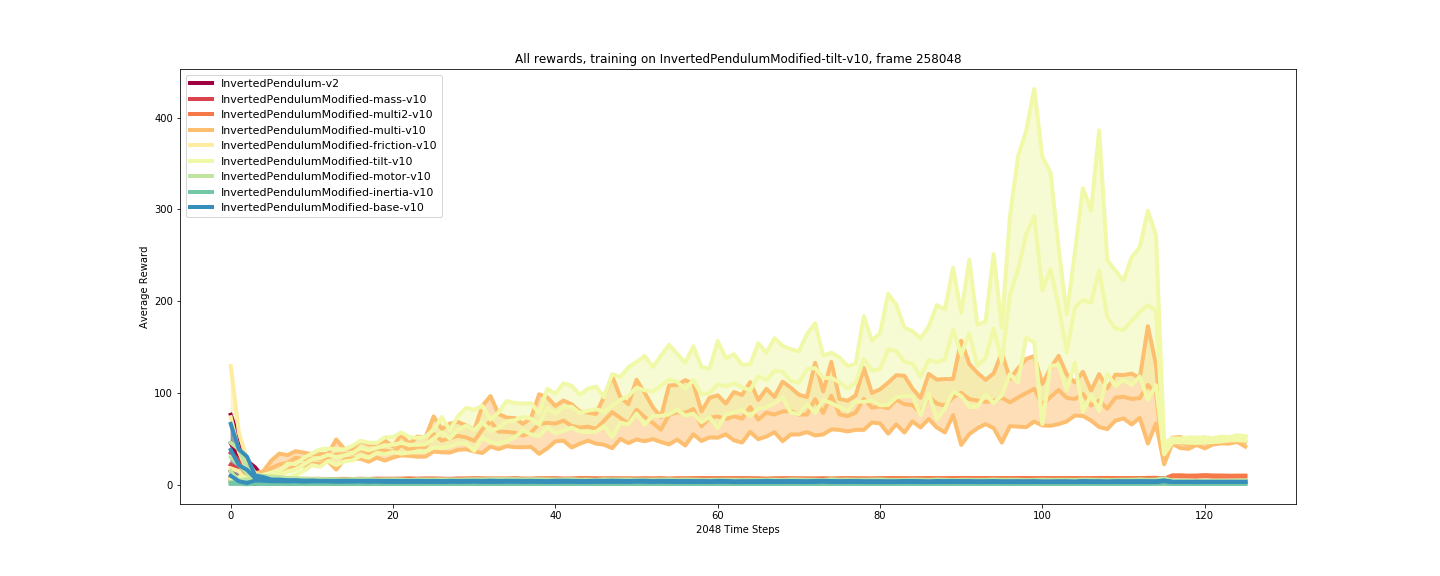 All rewards, training on InvertedPendulumModified-tilt-v10, frame 258048
InvertedPendulum-v2
InvertedPendulumModified-mass-v10
InvertedPendulumModified-multi2-v10
InvertedPendulumModified-multi-v10
InvertedPendulumModified-friction-v10
InvertedPendulumModified-tilt-v10
InvertedPendulumModified-motor-v10
InvertedPendulumModified-inertia-v10
InvertedPendulumModified-base-v10
Average Reward
400
300
200
100
0
0 20 40 60 80 100 120
2048 Time Steps